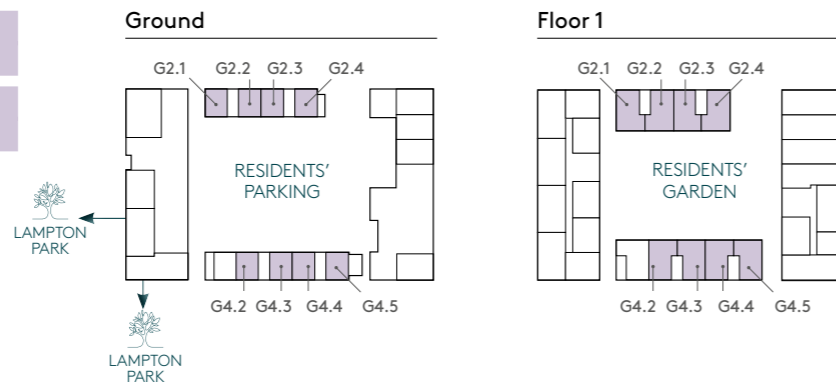 Ground
G2.1 G2.2 G2.3 G2.4
RESIDENTS'
PARKING
LAMPTON
PARK
G4.2 G4.3 G4.4 G4.5
LAMPTON
PARK
Floor 1
G2.1 G2.2 G2.3 G2.4
RESIDENTS'
GARDEN
G4.2 G4.3 G4.4 G4.5